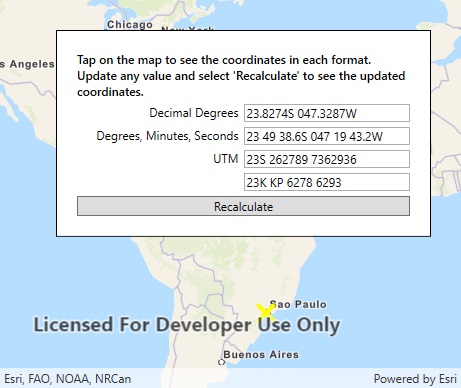 Chicago
New York
os Angeles
Tap on the map to see the coordinates in each format.
Update any value and select 'Recalculate' to see the updated
coordinates.
Decimal Degrees 23.8274S 047.3287W
Degrees, Minutes, Seconds 23 49 38.6S 047 19 43.2W
UTM 23S 262789 7362936
23K KP 6278 6293
Recalculate
Sao Paulo
Licensed For Developer Use Only
Buenos Aires
Esri, FAO, NOAA, NRCan Powered by Esri